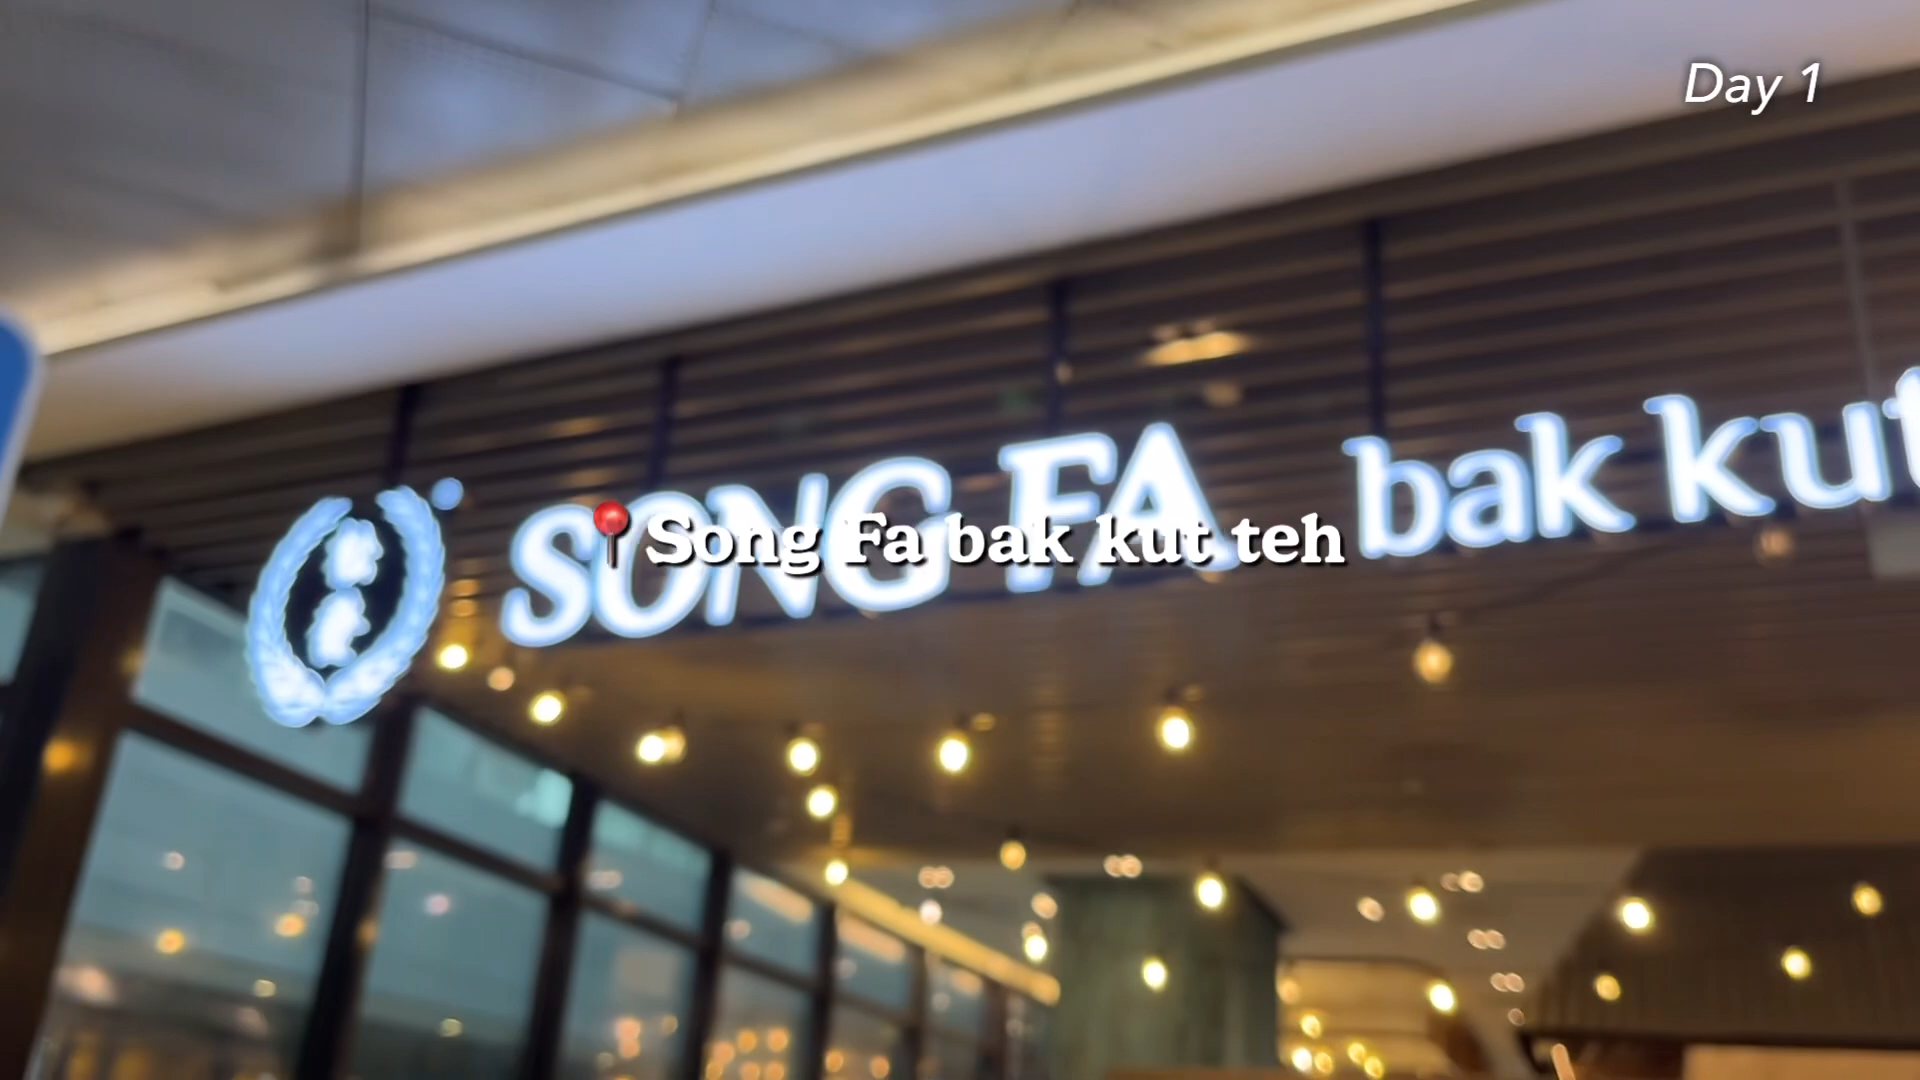 Day 1
SONG FA bak kut
📍Song Fa bak kut teh